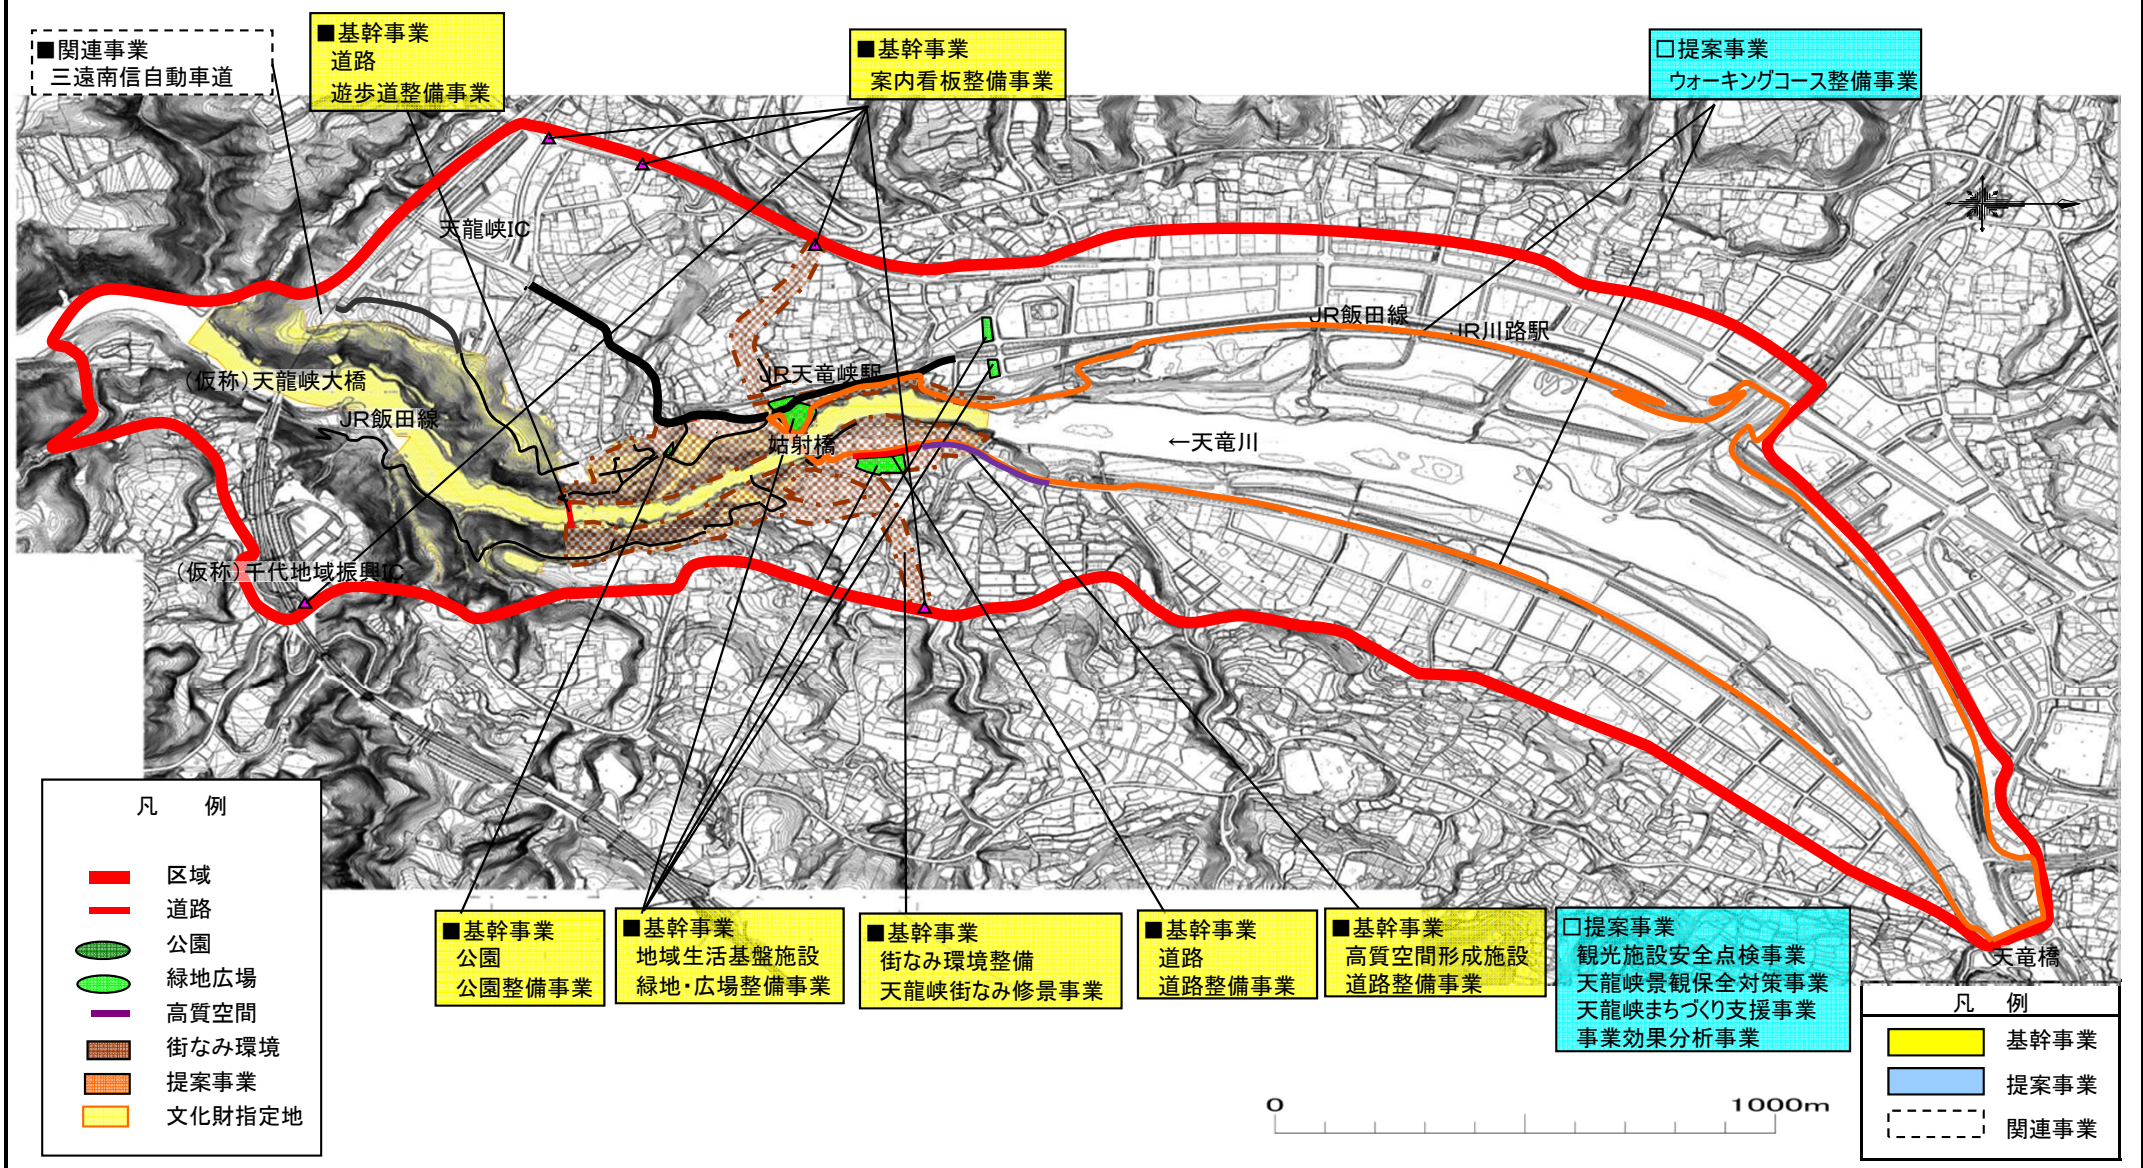 ■関連事業
三遠南信自動車道
■基幹事業
道路
遊歩道整備事業
■基幹事業
案内看板整備事業
□提案事業
ウォーキングコース整備事業
天龍峡IC
JR飯田線
JR川路駅
(仮称)天龍峡大橋
JR天竜峡駅
JR飯田線
姑射橋
←天竜川
(仮称)千代地域振興IC
天竜橋
凡 例
区域
道路
公園
緑地広場
高質空間
街なみ環境
提案事業
文化財指定地
■基幹事業
公園
公園整備事業
■基幹事業
地域生活基盤施設
緑地・広場整備事業
■基幹事業
街なみ環境整備
天龍峡街なみ修景事業
■基幹事業
道路
道路整備事業
■基幹事業
高質空間形成施設
道路整備事業
□提案事業
観光施設安全点検事業
天龍峡景観保全対策事業
天龍峡まちづくり支援事業
事業効果分析事業
凡 例
基幹事業
提案事業
関連事業
0 1000m